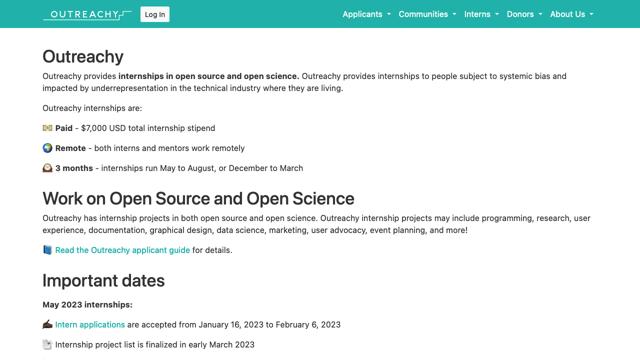 OUTREACHY
Log In
Applicants
Communities
Interns
Donors
About Us
Outreachy
Outreachy provides internships in open source and open science. Outreachy provides internships to people subject to systemic bias and
impacted by underrepresentation in the technical industry where they are living.
Outreachy internships are:
Paid - $7,000 USD total internship stipend
Remote - both interns and mentors work remotely
3 months - internships run May to August, or December to March
Work on Open Source and Open Science
Outreachy has internship projects in both open source and open science. Outreachy internship projects may include programming, research, user
experience, documentation, graphical design, data science, marketing, user advocacy, event planning, and more!
Read the Outreachy applicant guide for details.
Important dates
May 2023 internships:
Intern applications are accepted from January 16, 2023 to February 6, 2023
Internship project list is finalized in early March 2023